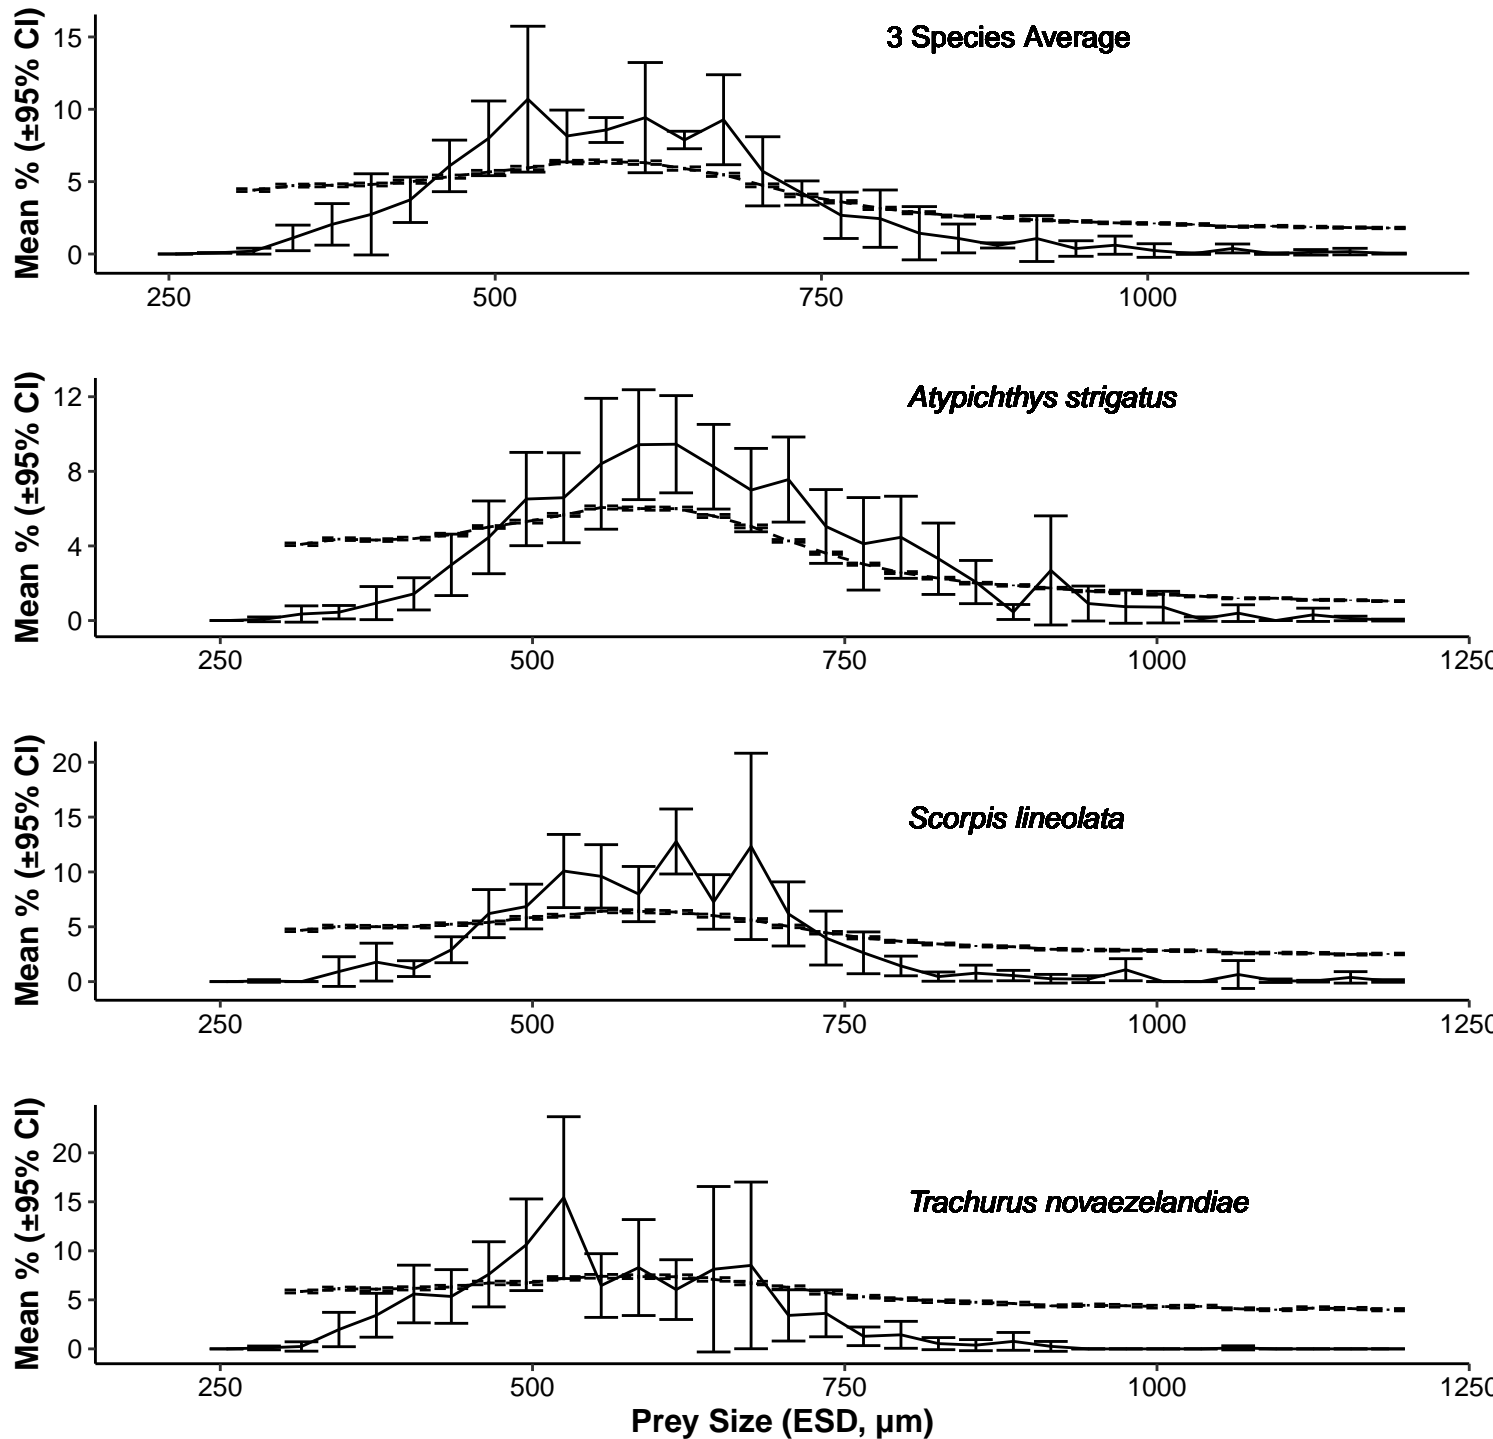 3 Species Average
Mean % (±95% CI)
15
10
5
0
250 500 750 1000
Atypichthys strigatus
Mean % (±95% CI)
12
8
4
0
250 500 750 1000 1250
Scorpis lineolata
Mean % (±95% CI)
20
15
10
5
0
250 500 750 1000 1250
Trachurus novaezelandiae
Mean % (±95% CI)
20
15
10
5
0
250 500 750 1000 1250
Prey Size (ESD, µm)